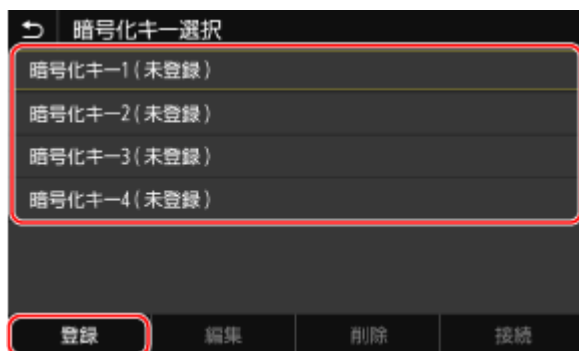 暗号化キー選択
暗号化キー1(未登録)
暗号化キー2(未登録)
暗号化キー3(未登録)
暗号化キー4(未登録)
登録 編集 削除 接続